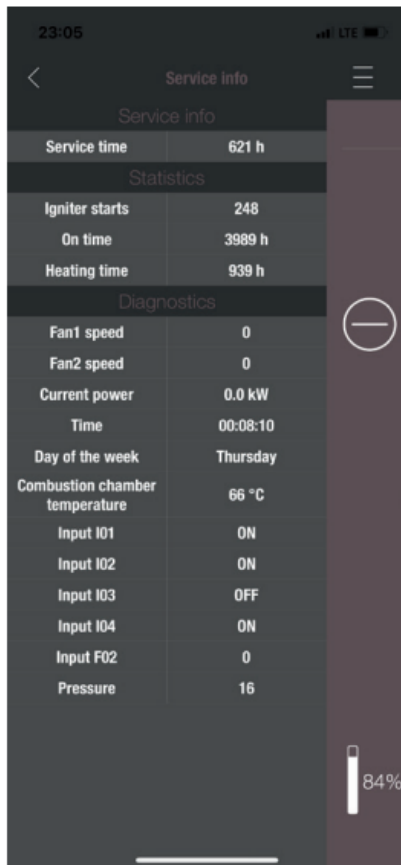 23:05 LTE
Service info
Service info
Service time 621 h
Statistics
Igniter starts 248
On time 3989 h
Heating time 939 h
Diagnostics
Fan1 speed 0
Fan2 speed 0
Current power 0.0 kW
Time 00:08:10
Day of the week Thursday
Combustion chamber
temperature 66 °C
Input I01 ON
Input I02 ON
Input I03 OFF
Input I04 ON
Input F02 0
Pressure 16
84%